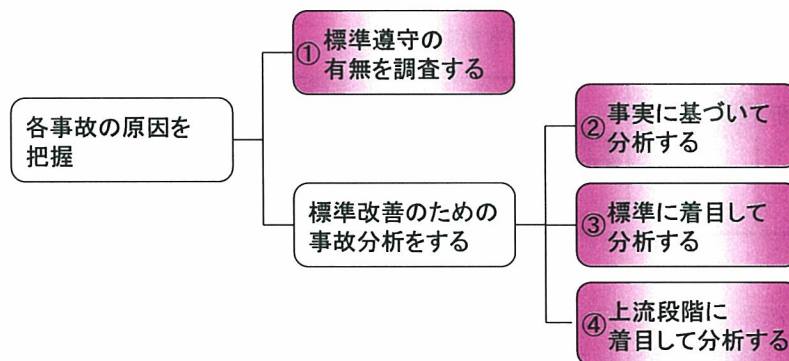 ①標準遵守の
有無を調査する
各事故の原因を
把握
標準改善のための
事故分析をする
②事実に基づいて
分析する
③標準に着目して
分析する
④上流段階に
着目して分析する